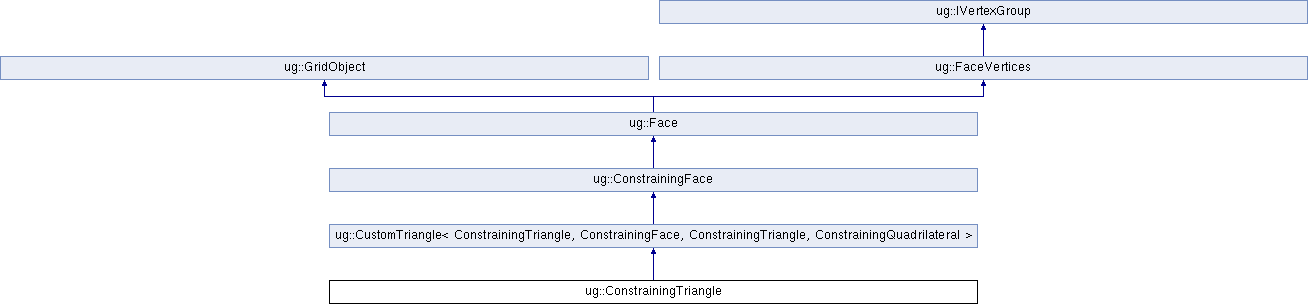 ug::IVertexGroup
ug::GridObject
ug::FaceVertices
ug::Face
ug::ConstrainingFace
ug::CustomTriangle< ConstrainingTriangle, ConstrainingFace, ConstrainingTriangle, ConstrainingQuadrilateral >
ug::ConstrainingTriangle